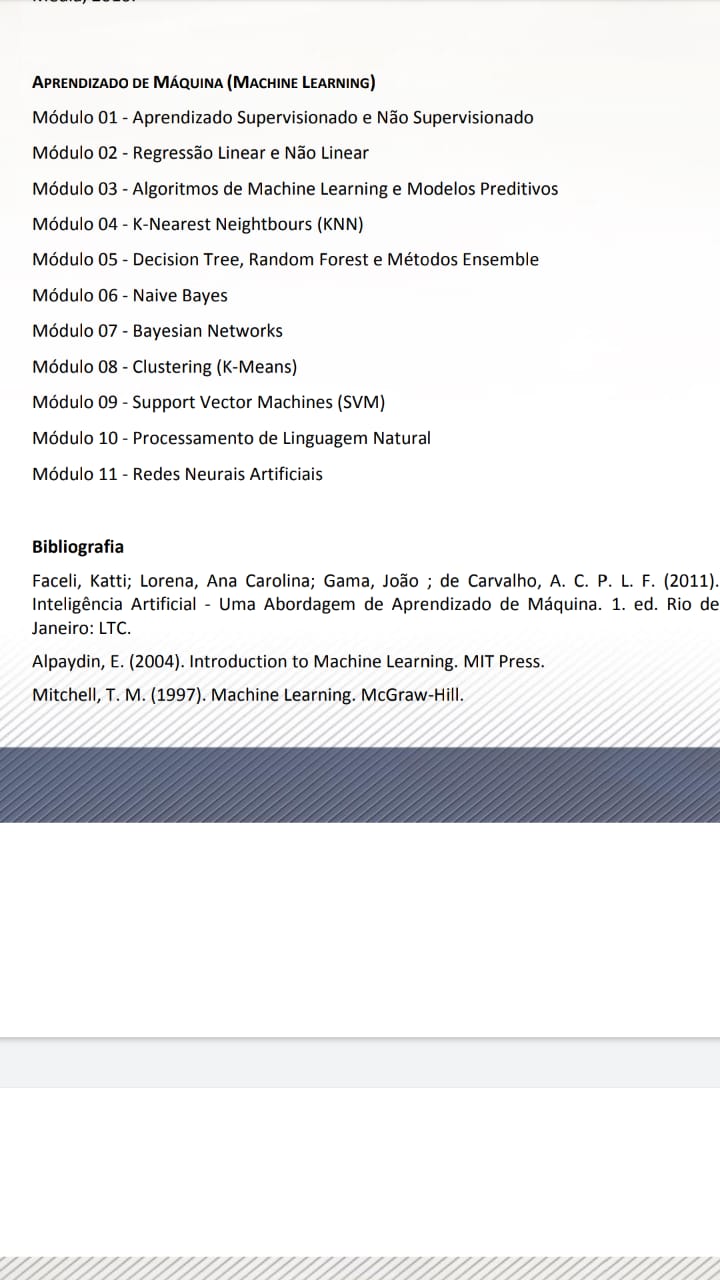 APRENDIZADO DE MÁQUINA (MACHINE LEARNING)
Módulo 01 - Aprendizado Supervisionado e Não Supervisionado
Módulo 02 - Regressão Linear e Não Linear
Módulo 03 - Algoritmos de Machine Learning e Modelos Preditivos
Módulo 04 - K-Nearest Neightbours (KNN)
Módulo 05 - Decision Tree, Random Forest e Métodos Ensemble
Módulo 06 - Naive Bayes
Módulo 07 - Bayesian Networks
Módulo 08 - Clustering (K-Means)
Módulo 09 - Support Vector Machines (SVM)
Módulo 10 - Processamento de Linguagem Natural
Módulo 11 - Redes Neurais Artificiais
Bibliografia
Faceli, Katti; Lorena, Ana Carolina; Gama, João ; de Carvalho, A. C. P. L. F. (2011).
Inteligência Artificial - Uma Abordagem de Aprendizado de Máquina. 1. ed. Rio de
Janeiro: LTC.
Alpaydin, E. (2004). Introduction to Machine Learning. MIT Press.
Mitchell, T. M. (1997). Machine Learning. McGraw-Hill.